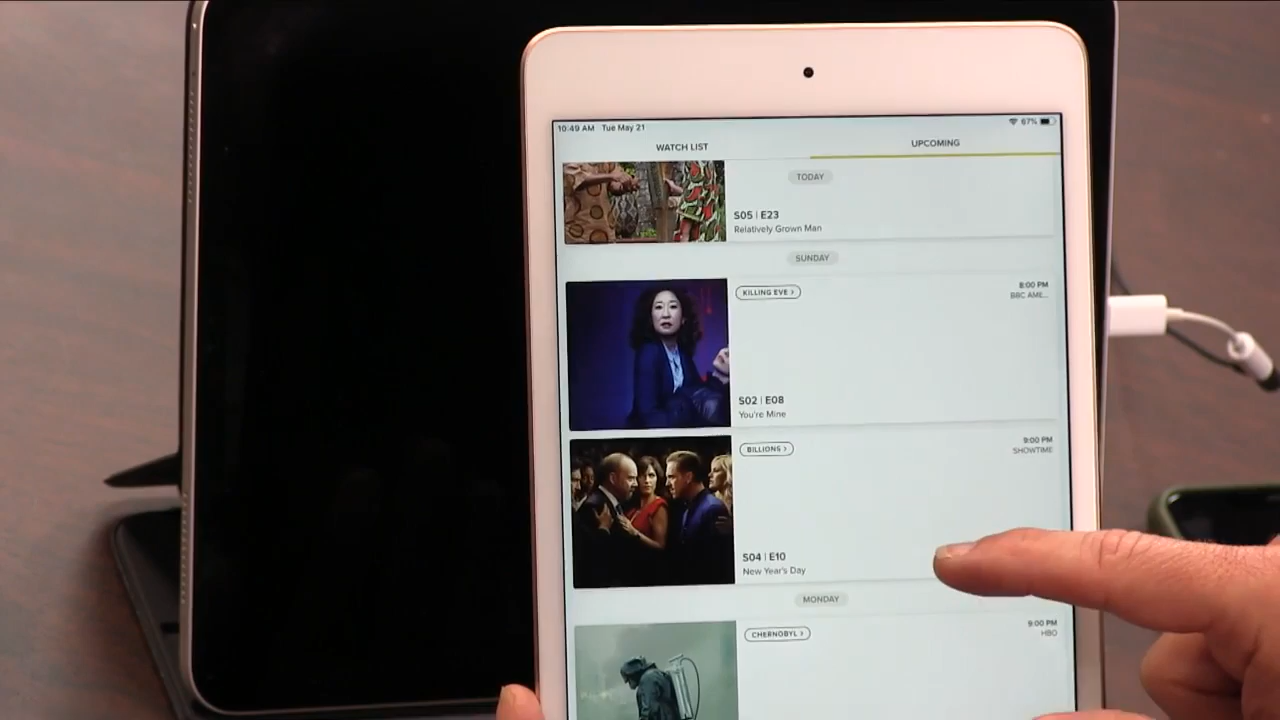 10:49 AM Tue May 21
67%
WATCH LIST
UPCOMING
TODAY
S05 | E23
Relatively Grown Man
SUNDAY
KILLING EVE >
8:00 PM
BBC AME...
S02 | E08
You're Mine
BILLIONS >
9:00 PM
SHOWTIME
S04 | E10
New Year's Day
MONDAY
CHERNOBYL >
9:00 PM
HBO